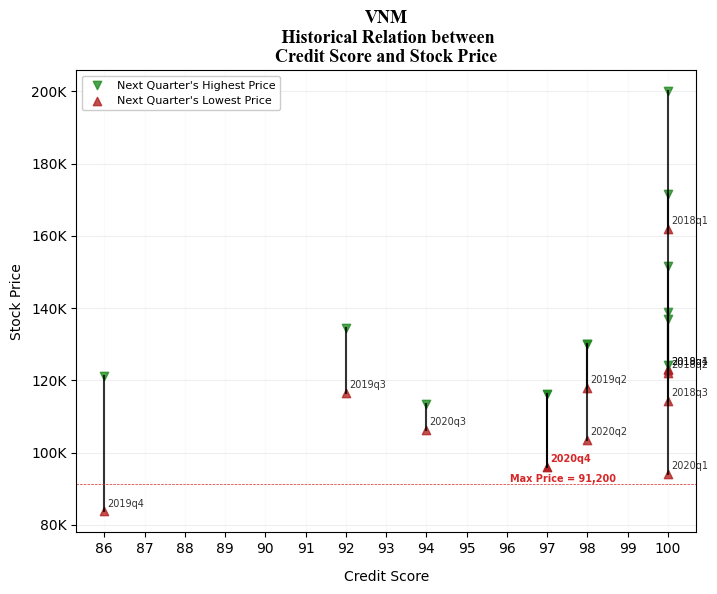 VNM
Historical Relation between
Credit Score and Stock Price
Next Quarter's Highest Price
Next Quarter's Lowest Price
200K
180K
160K
140K
120K
100K
80K
Stock Price
2018q1
2018q2
2018q3
2019q2
2019q3
2020q3
2020q2
2020q4
2020q1
Max Price = 91,200
2019q4
86 87 88 89 90 91 92 93 94 95 96 97 98 99 100
Credit Score